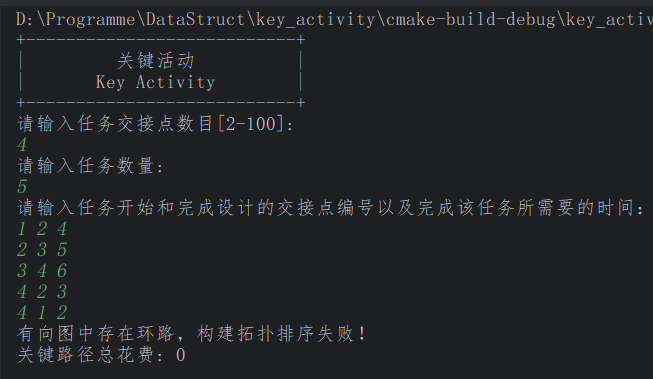 D:\Programme\DataStruct\key_activity\cmake-build-debug\key_activ
+---------------------------+
|         关键活动          |
|       Key Activity        |
+---------------------------+
请输入任务交接点数目[2-100]:
4
请输入任务数量:
5
请输入任务开始和完成设计的交接点编号以及完成该任务所需要的时间:
1 2 4
2 3 5
3 4 6
4 2 3
4 1 2
有向图中存在环路，构建拓扑排序失败!
关键路径总花费: 0